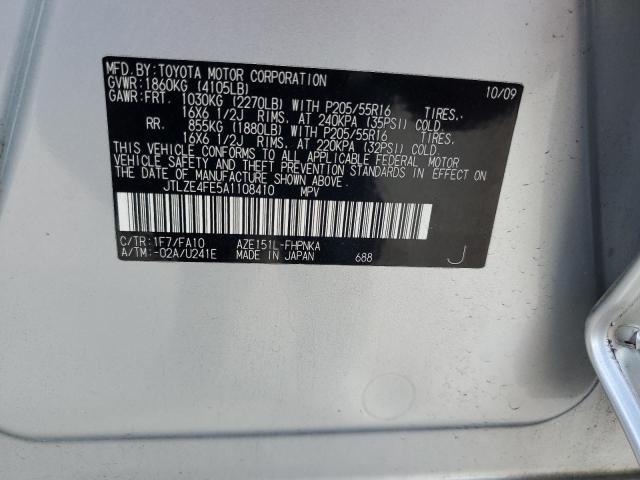 MFD.BY:TOYOTA MOTOR CORPORATION 10/09
GVWR:1860KG (4105LB)
GAWR:FRT. 1030KG (2270LB) WITH P205/55R16 TIRES.
16X6 1/2J RIMS. AT 240KPA (35PSI) COLD.
RR. 855KG (1880LB) WITH P205/55R16 TIRES.
16X6 1/2J RIMS. AT 220KPA (32PSI) COLD.
THIS VEHICLE CONFORMS TO ALL APPLICABLE FEDERAL MOTOR
VEHICLE SAFETY AND THEFT PREVENTION STANDARDS IN EFFECT ON
THE DATE OF MANUFACTURE SHOWN ABOVE.
JTLZE4FE5A1108410 MPV
C/TR:1F7/FA10 AZE151L-FHPNKA
A/TM:-02A/U241E MADE IN JAPAN 688 J